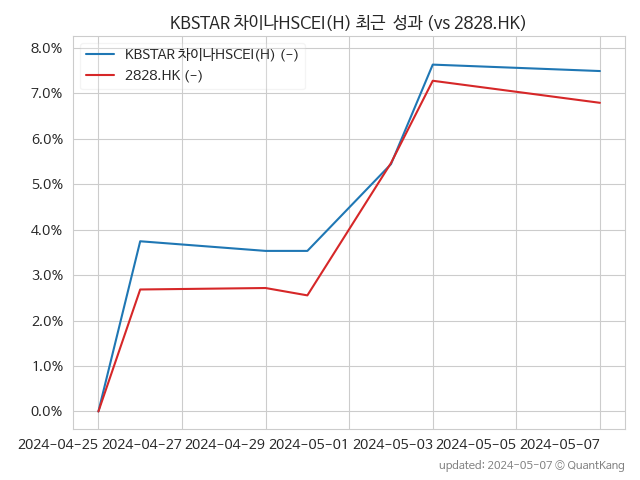 KBSTAR 차이나HSCEI(H) 최근 성과 (vs 2828.HK)
8.0%
KBSTAR 차이나HSCEI(H) (-)
2828.HK (-)
7.0%
6.0%
5.0%
4.0%
3.0%
2.0%
1.0%
0.0%
2024-04-25 2024-04-27 2024-04-29 2024-05-01 2024-05-03 2024-05-05 2024-05-07
updated: 2024-05-07 © QuantKang